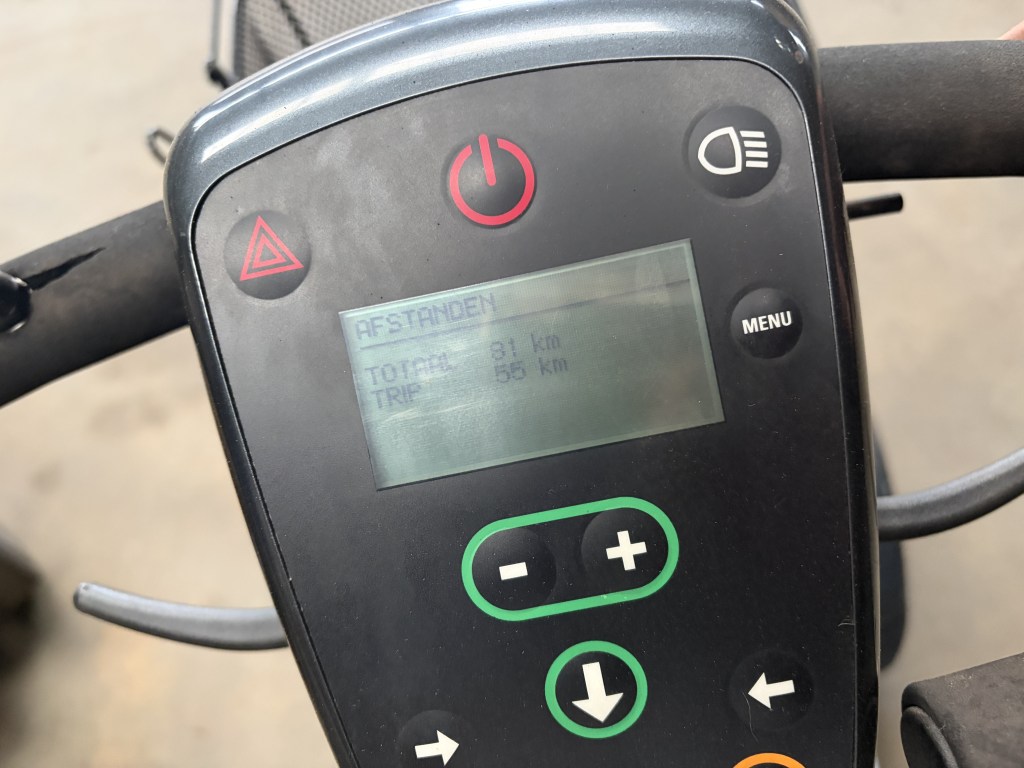 AFSTANDEN
TOTAAL 81 km
TRIP 55 km
MENU
- +